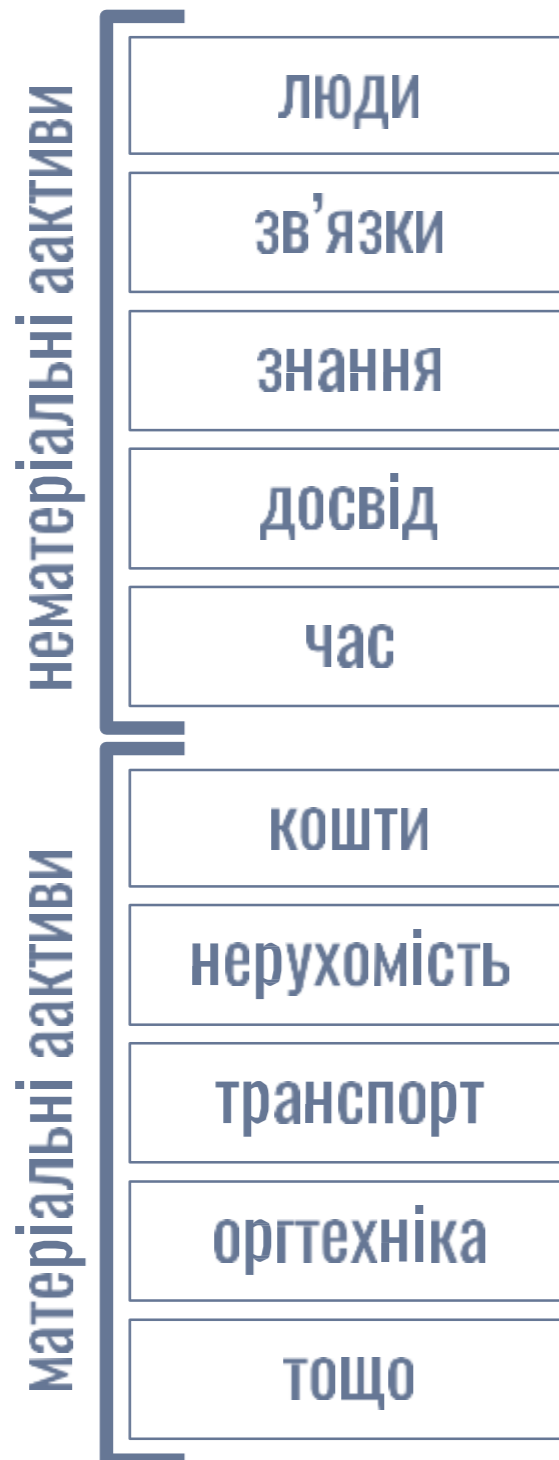 нематеріальні аактиви
люди
зв’язки
знання
досвід
час
матеріальні аактиви
кошти
нерухомість
транспорт
оргтехніка
тощо